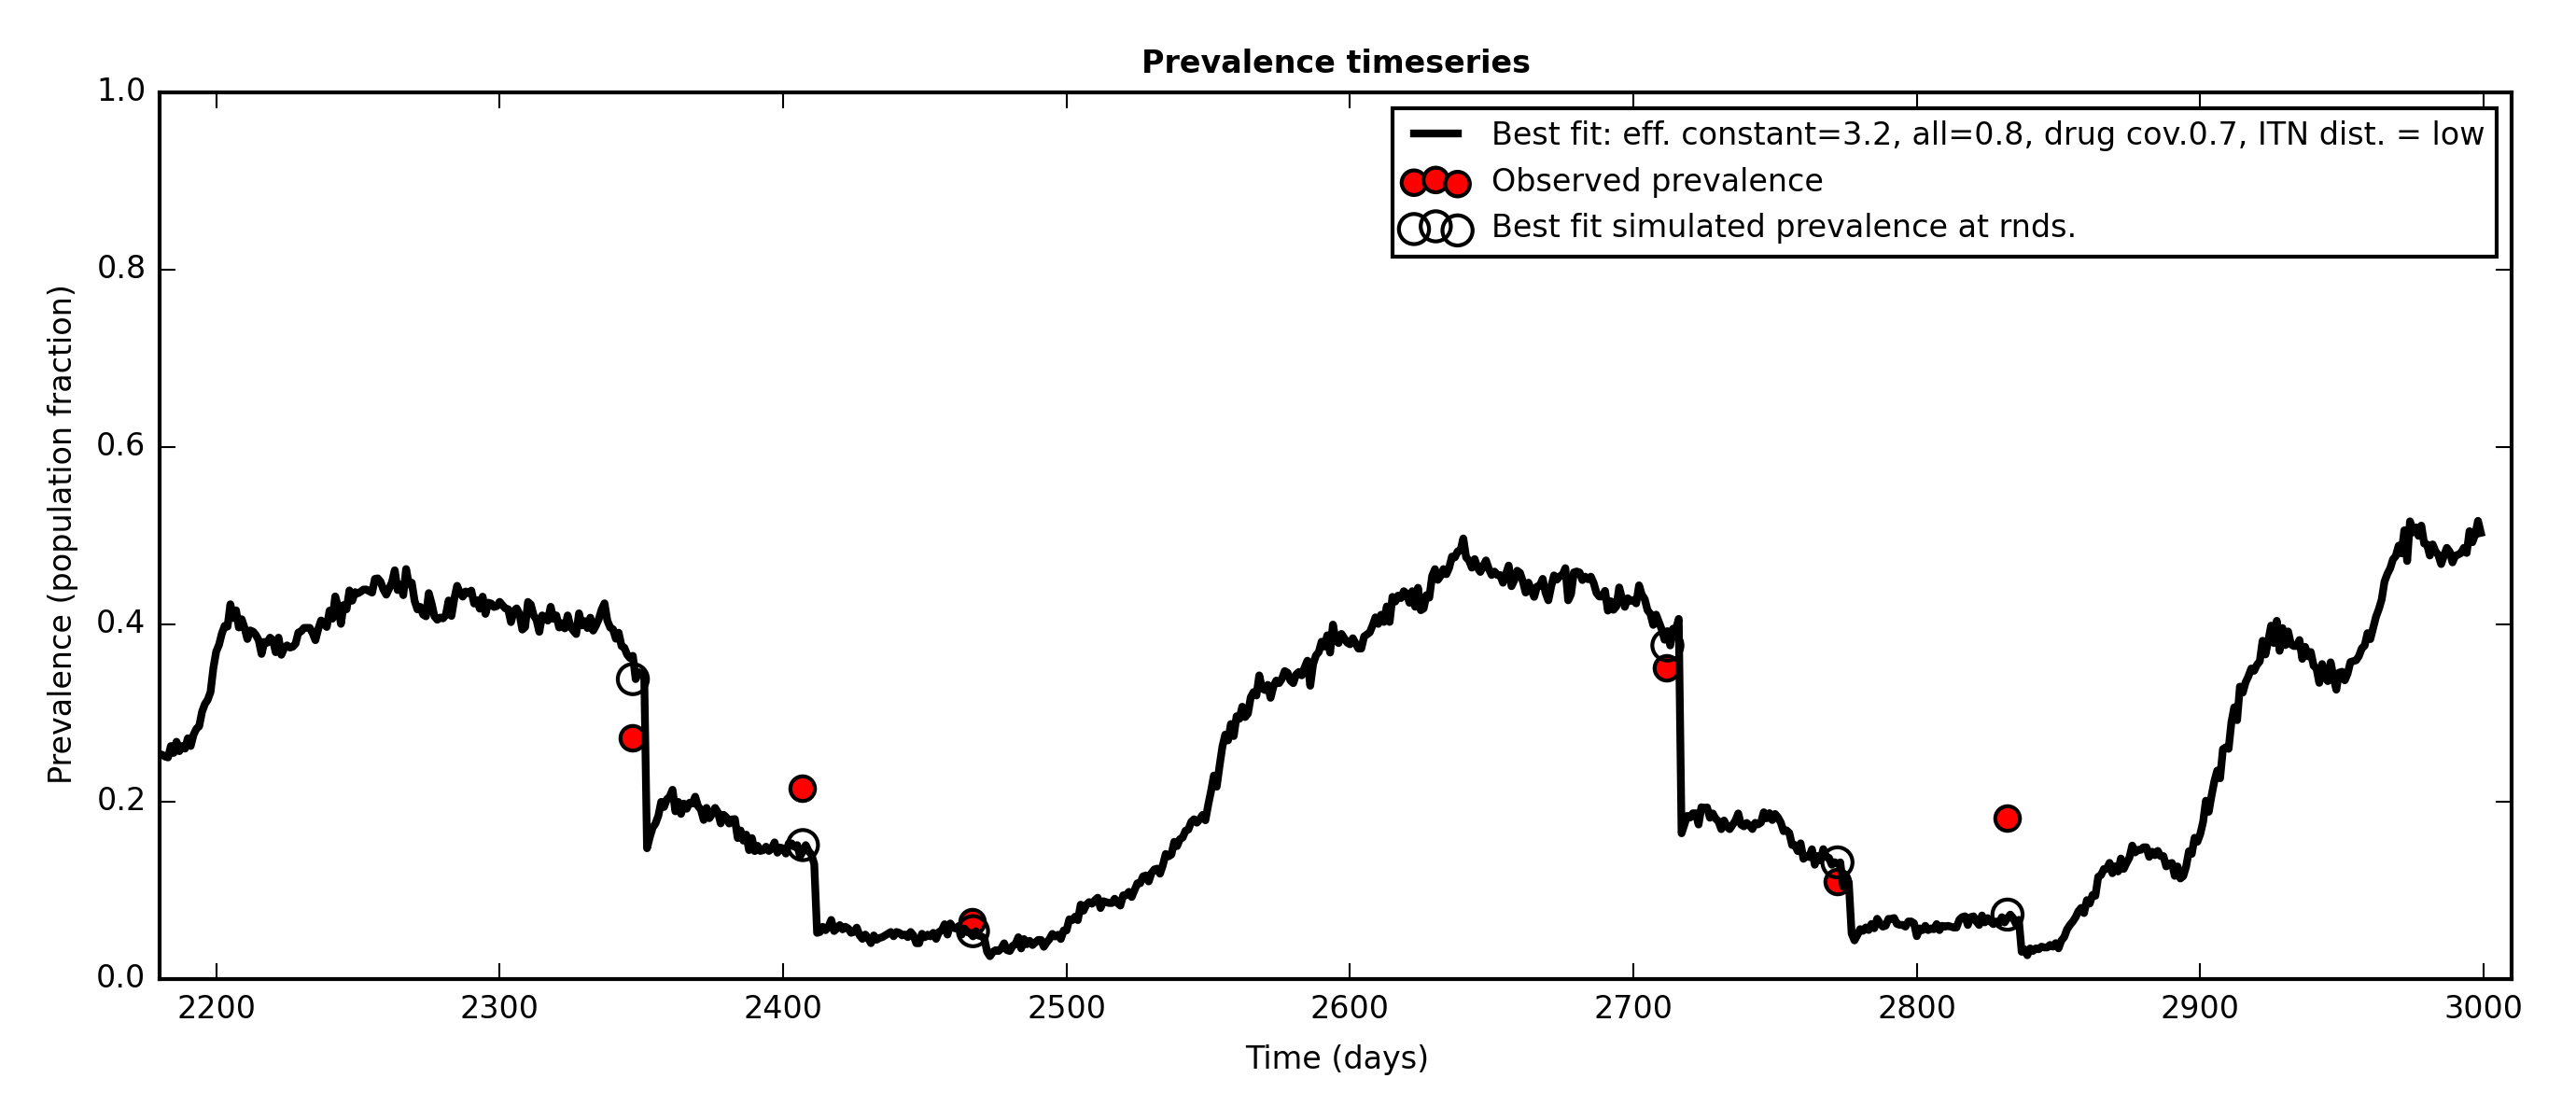 Prevalence timeseries
1.0
0.8
0.6
0.4
0.2
0.0
Prevalence (population fraction)
Best fit: eff. constant=3.2, all=0.8, drug cov.0.7, ITN dist. = low
Observed prevalence
Best fit simulated prevalence at rnds.
2200 2300 2400 2500 2600 2700 2800 2900 3000
Time (days)